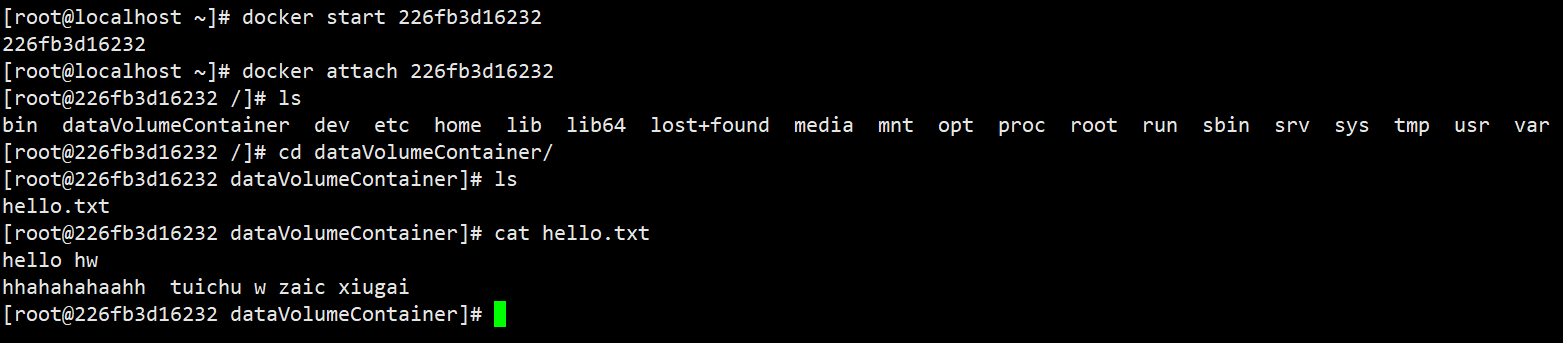 [root@localhost ~]# docker start 226fb3d16232
226fb3d16232
[root@localhost ~]# docker attach 226fb3d16232
[root@226fb3d16232 /]# ls
bin  dataVolumeContainer  dev  etc  home  lib  lib64  lost+found  media  mnt  opt  proc  root  run  sbin  srv  sys  tmp  usr  var
[root@226fb3d16232 /]# cd dataVolumeContainer/
[root@226fb3d16232 dataVolumeContainer]# ls
hello.txt
[root@226fb3d16232 dataVolumeContainer]# cat hello.txt
hello hw
hhahahahaahh  tuichu w zaic xiugai
[root@226fb3d16232 dataVolumeContainer]#